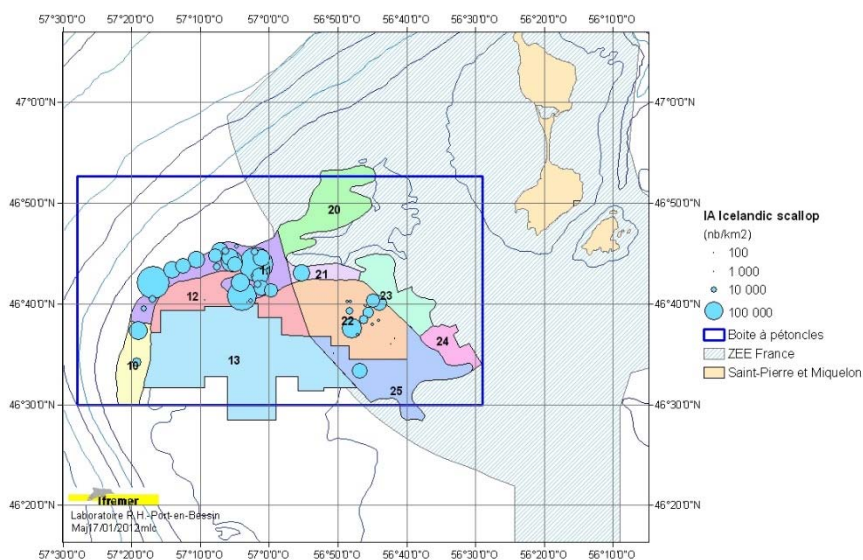 57°30'0"W 57°20'0"W 57°10'0"W 57°0'0"W 56°50'0"W 56°40'0"W 56°30'0"W 56°20'0"W 56°10'0"W
47°0'0"N 47°0'0"N
46°50'0"N 46°50'0"N
20
IA Icelandic scallop
(nb/km2)
100
1 000
10 000
100 000
Boite à pétoncles
ZEE France
Saint-Pierre et Miquelon
11
21
46°40'0"N 12 23 46°40'0"N
22
24
13
10
25
46°30'0"N 46°30'0"N
46°20'0"N 46°20'0"N
Ifremer
Laboratoire R.H.-Port-en-Bessin
Maj17/01/2012mlc
57°30'0"W 57°20'0"W 57°10'0"W 57°0'0"W 56°50'0"W 56°40'0"W 56°30'0"W 56°20'0"W 56°10'0"W